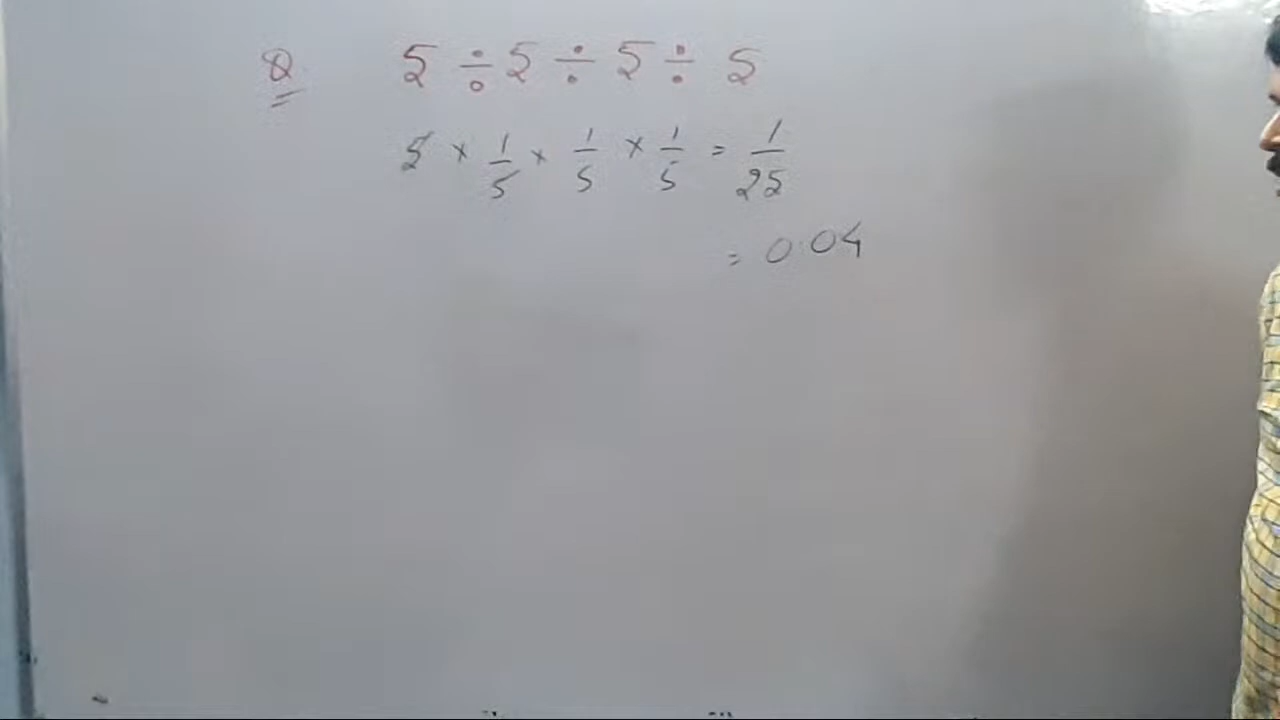 Q 5 ÷ 5 ÷ 5 ÷ 5
5 × 1/5 × 1/5 × 1/5 = 1/25
= 0.04